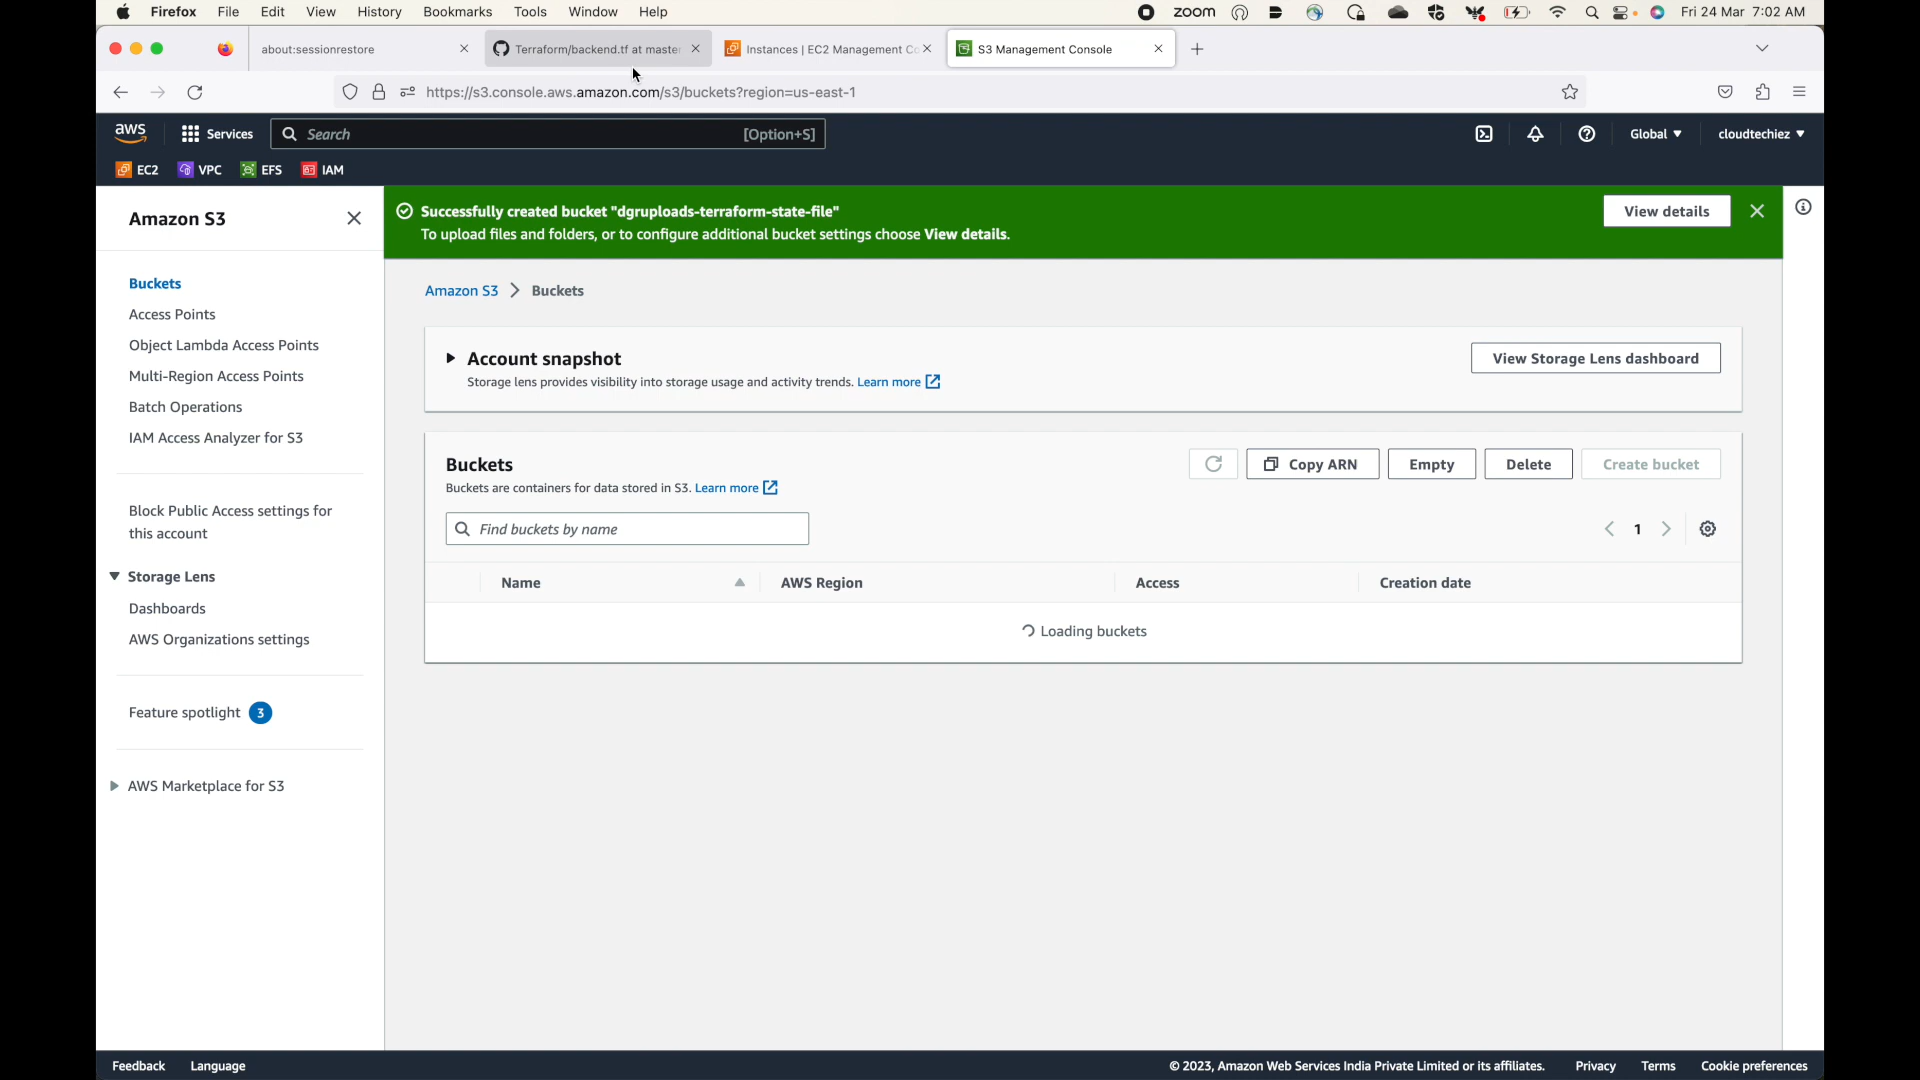 Firefox File Edit View History Bookmarks Tools Window Help zoom Fri 24 Mar 7:02 AM
about:sessionrestore Terraform/backend.tf at master Instances | EC2 Management Co S3 Management Console
https://s3.console.aws.amazon.com/s3/buckets?region=us-east-1
aws Services Search [Option+S] Global cloudtechiez
EC2 VPC EFS IAM
Amazon S3
Successfully created bucket "dgruploads-terraform-state-file"
To upload files and folders, or to configure additional bucket settings choose View details.
View details
Buckets
Access Points
Object Lambda Access Points
Multi-Region Access Points
Batch Operations
IAM Access Analyzer for S3
Block Public Access settings for
this account
Storage Lens
Dashboards
AWS Organizations settings
Feature spotlight 3
AWS Marketplace for S3
Amazon S3 Buckets
Account snapshot
Storage lens provides visibility into storage usage and activity trends. Learn more
View Storage Lens dashboard
Buckets
Buckets are containers for data stored in S3. Learn more
Copy ARN Empty Delete Create bucket
Find buckets by name
1
Name AWS Region Access Creation date
Loading buckets
Feedback Language © 2023, Amazon Web Services India Private Limited or its affiliates. Privacy Terms Cookie preferences